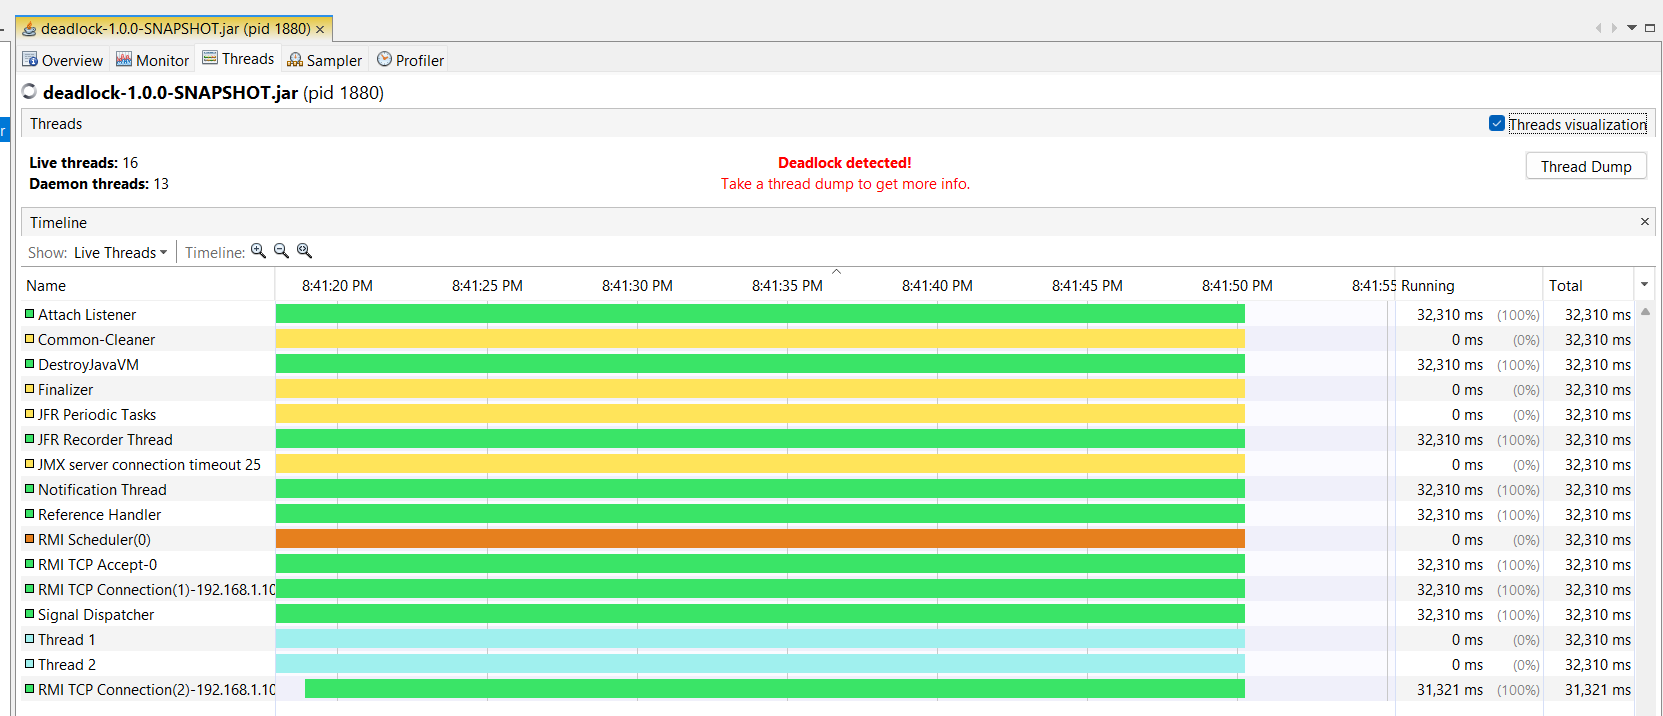 deadlock-1.0.0-SNAPSHOT.jar (pid 1880)
Overview Monitor Threads Sampler Profiler
deadlock-1.0.0-SNAPSHOT.jar (pid 1880)
Threads Threads visualization
Live threads: 16
Daemon threads: 13
Deadlock detected!
Take a thread dump to get more info.
Thread Dump
Timeline
Show: Live Threads Timeline:
Name 8:41:20 PM 8:41:25 PM 8:41:30 PM 8:41:35 PM 8:41:40 PM 8:41:45 PM 8:41:50 PM 8:41:55 Running Total
Attach Listener 32,310 ms (100%) 32,310 ms
Common-Cleaner 0 ms (0%) 32,310 ms
DestroyJavaVM 32,310 ms (100%) 32,310 ms
Finalizer 0 ms (0%) 32,310 ms
JFR Periodic Tasks 0 ms (0%) 32,310 ms
JFR Recorder Thread 32,310 ms (100%) 32,310 ms
JMX server connection timeout 25 0 ms (0%) 32,310 ms
Notification Thread 32,310 ms (100%) 32,310 ms
Reference Handler 32,310 ms (100%) 32,310 ms
RMI Scheduler(0) 0 ms (0%) 32,310 ms
RMI TCP Accept-0 32,310 ms (100%) 32,310 ms
RMI TCP Connection(1)-192.168.1.10 32,310 ms (100%) 32,310 ms
Signal Dispatcher 32,310 ms (100%) 32,310 ms
Thread 1 0 ms (0%) 32,310 ms
Thread 2 0 ms (0%) 32,310 ms
RMI TCP Connection(2)-192.168.1.10 31,321 ms (100%) 31,321 ms